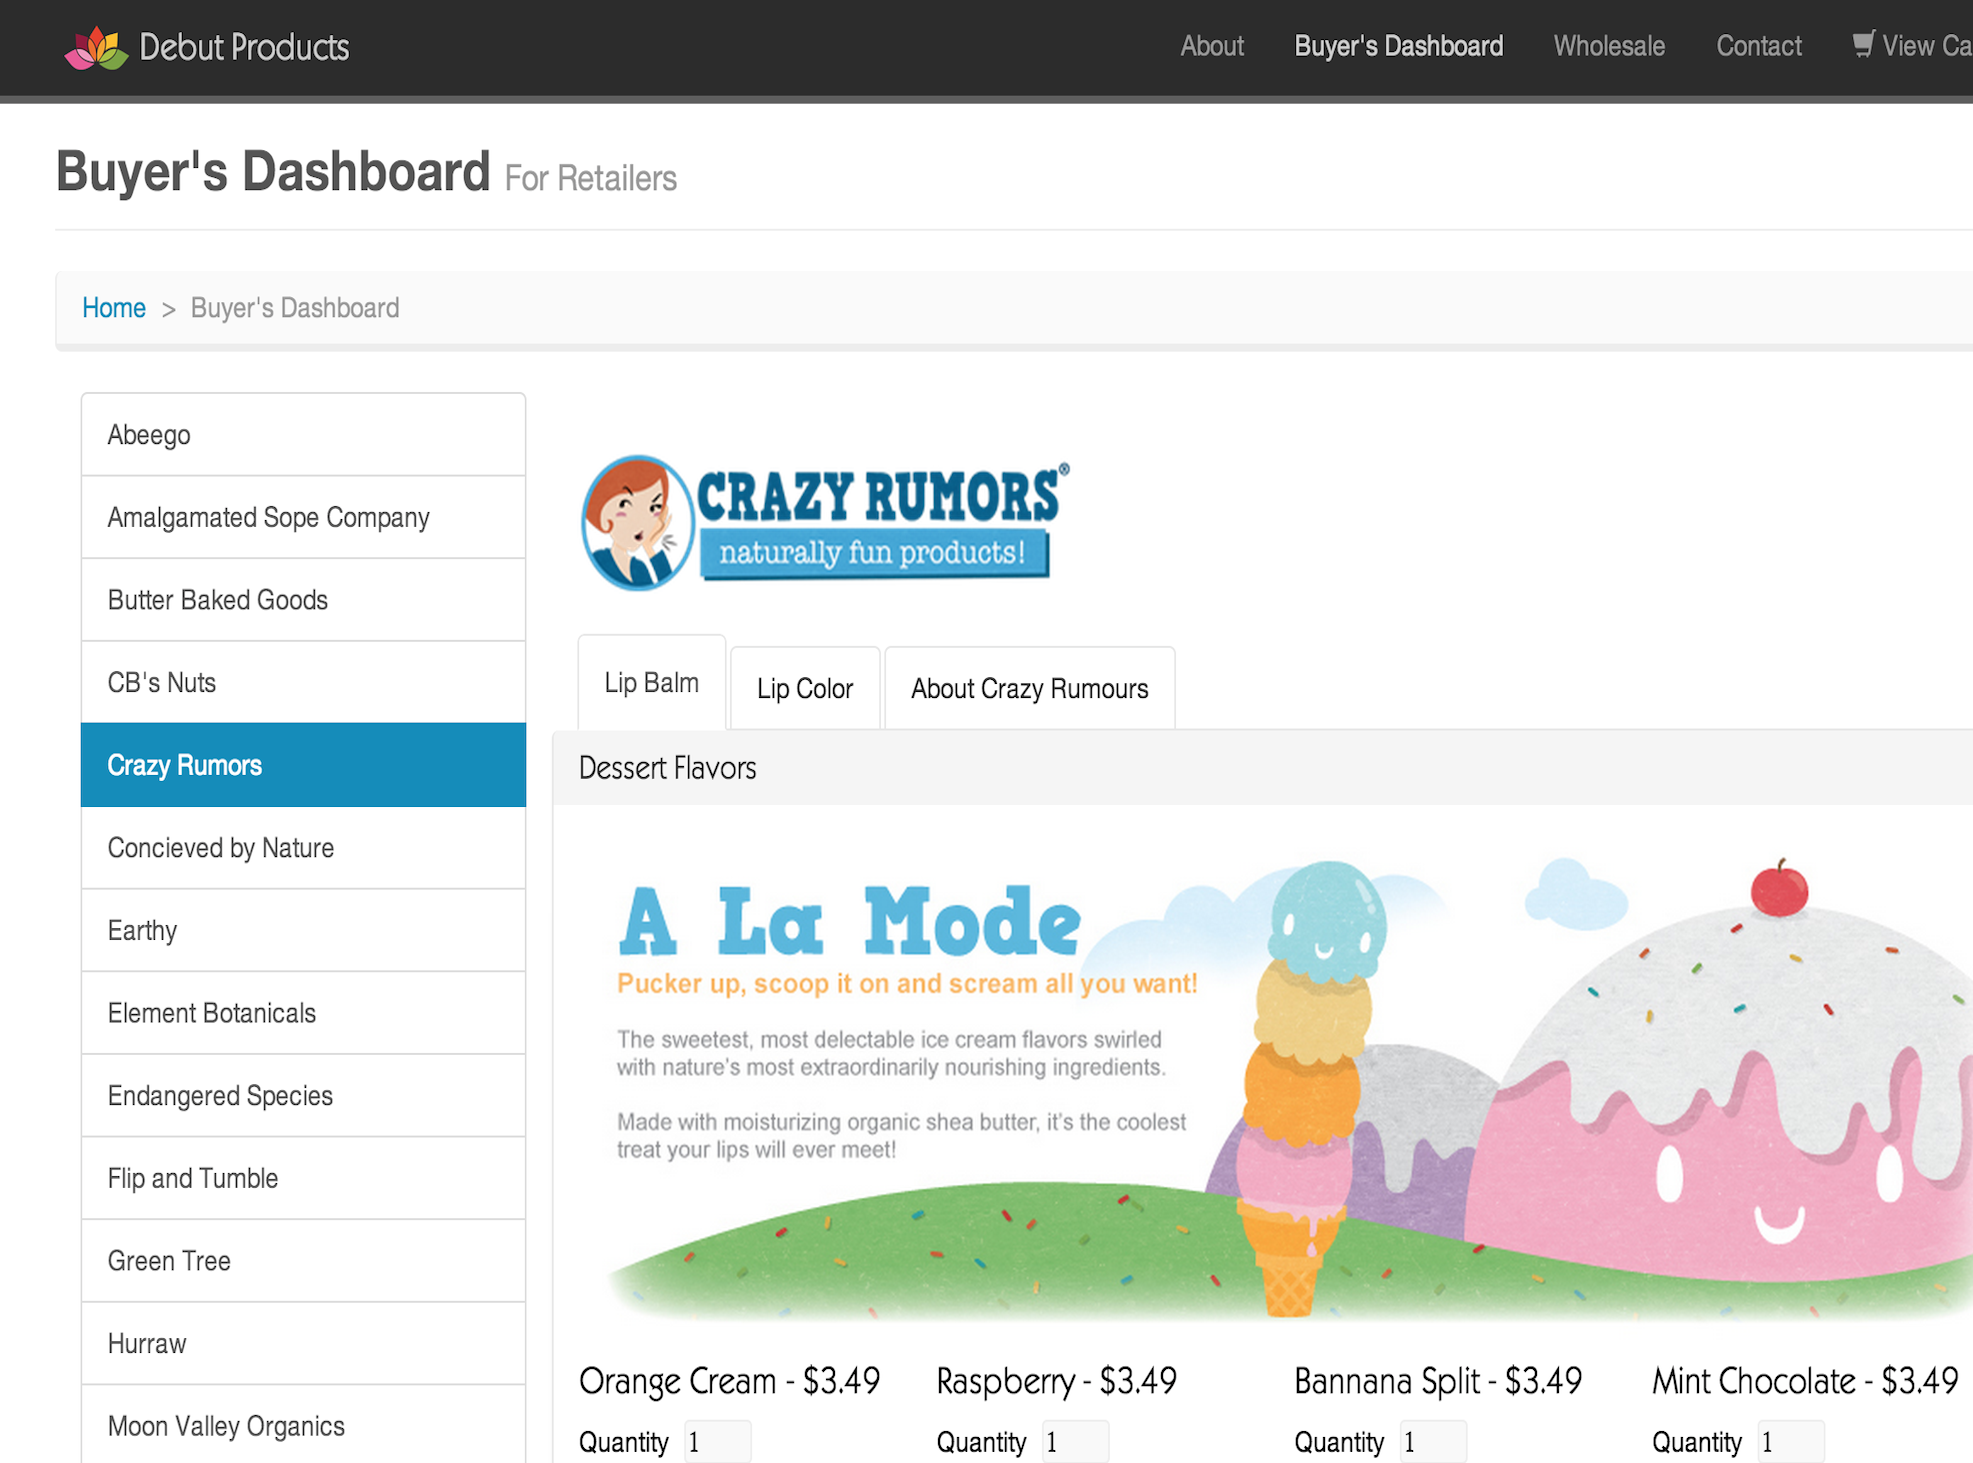 Debut Products
About Buyer's Dashboard Wholesale Contact View Ca
Buyer's Dashboard For Retailers
Home > Buyer's Dashboard
Abeego
Amalgamated Sope Company
Butter Baked Goods
CB's Nuts
Crazy Rumors
Concieved by Nature
Earthy
Element Botanicals
Endangered Species
Flip and Tumble
Green Tree
Hurraw
Moon Valley Organics
CRAZY RUMORS®
naturally fun products!
Lip Balm Lip Color About Crazy Rumours
Dessert Flavors
A La Mode
Pucker up, scoop it on and scream all you want!
The sweetest, most delectable ice cream flavors swirled
with nature's most extraordinarily nourishing ingredients.
Made with moisturizing organic shea butter, it's the coolest
treat your lips will ever meet!
Orange Cream - $3.49 Raspberry - $3.49 Bannana Split - $3.49 Mint Chocolate - $3.49
Quantity 1 Quantity 1 Quantity 1 Quantity 1